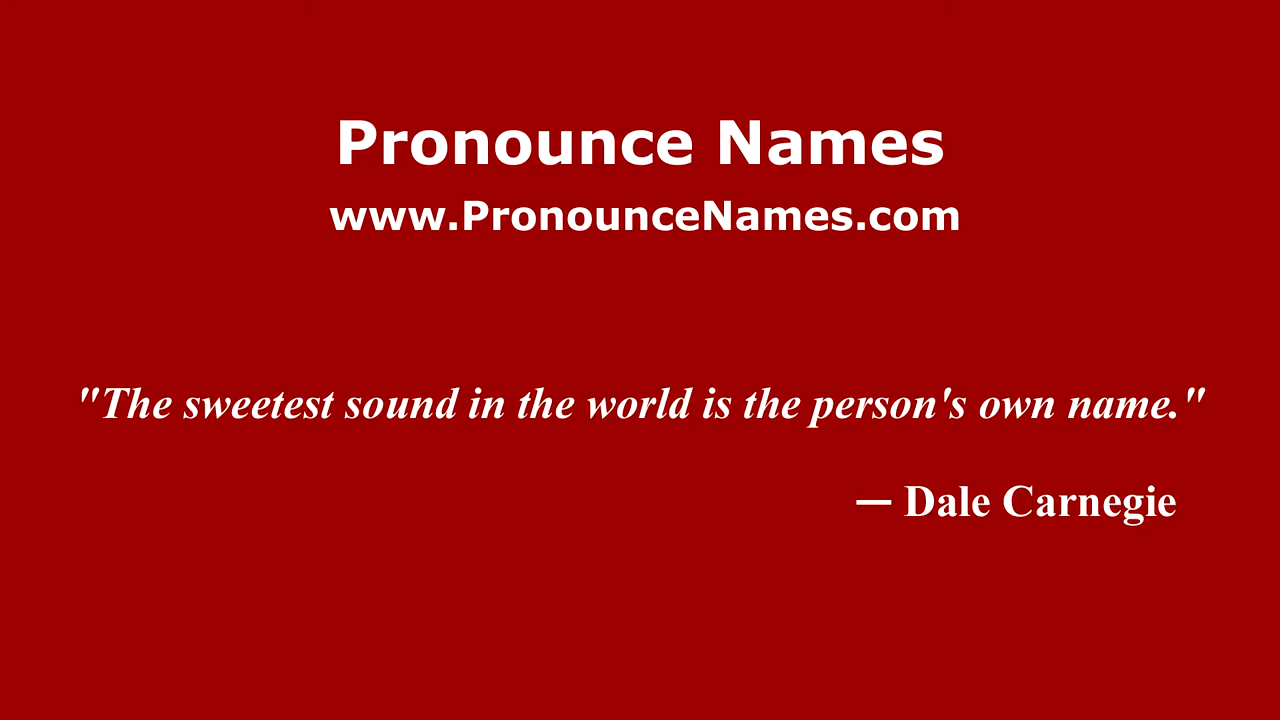 Pronounce Names
www.PronounceNames.com
"The sweetest sound in the world is the person's own name."
— Dale Carnegie